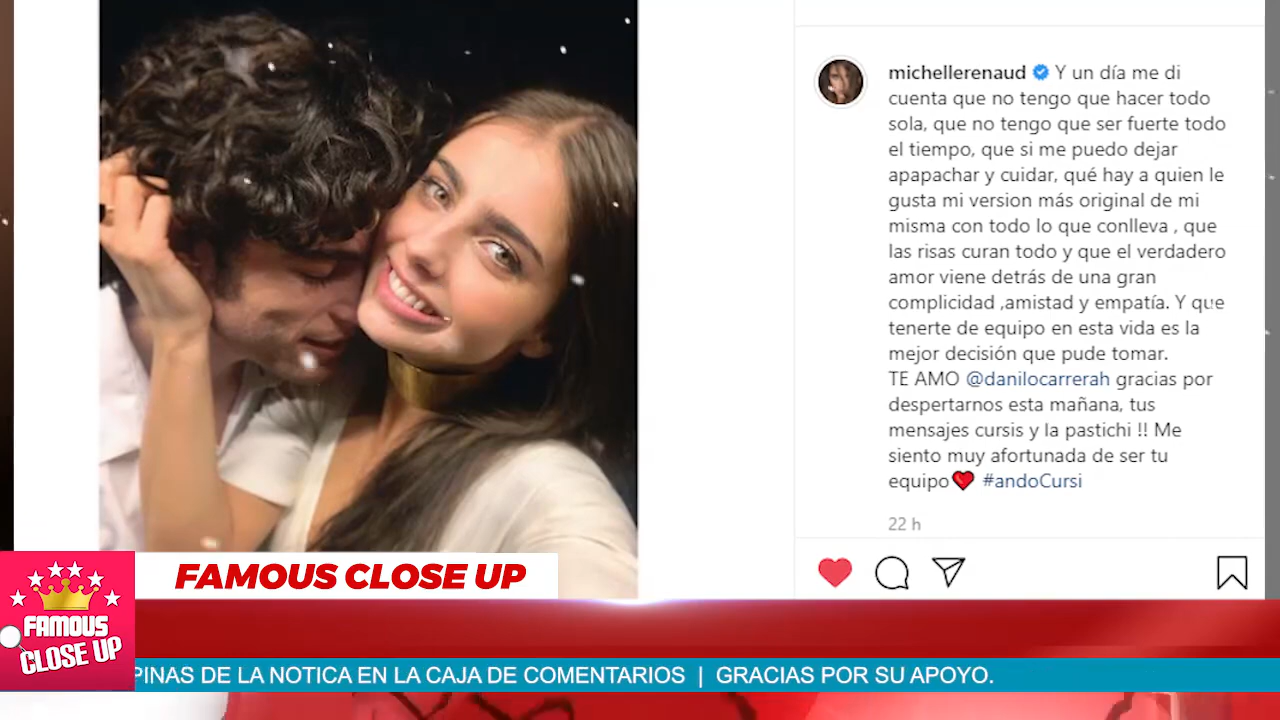 michellerenaud Y un día me di
cuenta que no tengo que hacer todo
sola, que no tengo que ser fuerte todo
el tiempo, que si me puedo dejar
apapachar y cuidar, qué hay a quien le
gusta mi version más original de mi
misma con todo lo que conlleva , que
las risas curan todo y que el verdadero
amor viene detrás de una gran
complicidad ,amistad y empatía. Y que
tenerte de equipo en esta vida es la
mejor decisión que pude tomar.
TE AMO @danilocarrerah gracias por
despertarnos esta mañana, tus
mensajes cursis y la pastichi !! Me
siento muy afortunada de ser tu
equipo❤️ #andoCursi
22 h
FAMOUS CLOSE UP
FAMOUS
CLOSE UP
PINAS DE LA NOTICA EN LA CAJA DE COMENTARIOS | GRACIAS POR SU APOYO.